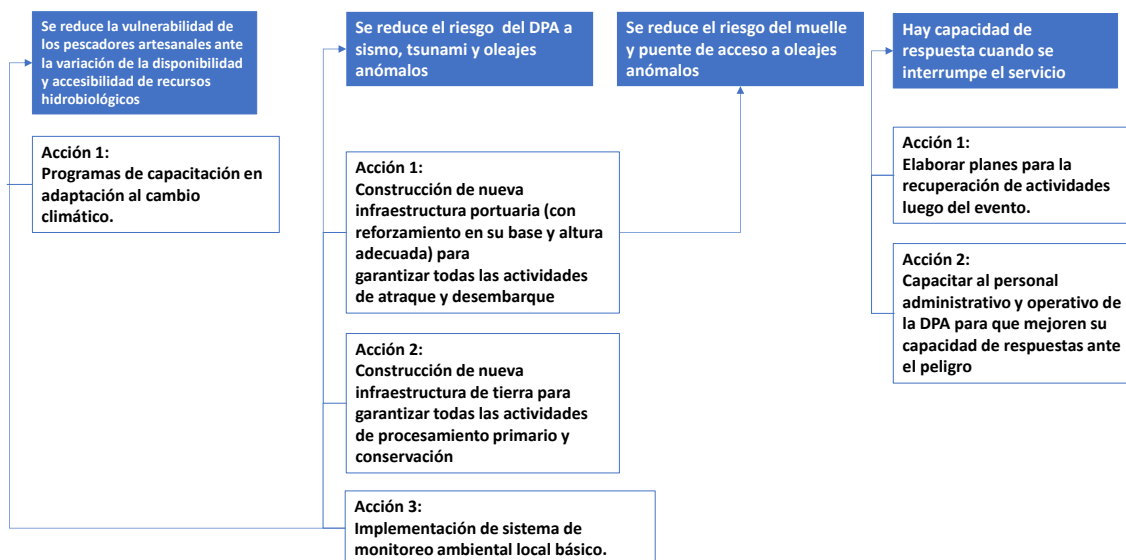 Se reduce la vulnerabilidad de
los pescadores artesanales ante
la variación de la disponibilidad
y accesibilidad de recursos
hidrobiológicos
Acción 1:
Programas de capacitación en
adaptación al cambio
climático.
Se reduce el riesgo del DPA a
sismo, tsunami y oleajes
anómalos
Acción 1:
Construcción de nueva
infraestructura portuaria (con
reforzamiento en su base y altura
adecuada) para
garantizar todas las actividades
de atraque y desembarque
Acción 2:
Construcción de nueva
infraestructura de tierra para
garantizar todas las actividades
de procesamiento primario y
conservación
Acción 3:
Implementación de sistema de
monitoreo ambiental local básico.
Se reduce el riesgo del muelle
y puente de acceso a oleajes
anómalos
Hay capacidad de
respuesta cuando se
interrumpe el servicio
Acción 1:
Elaborar planes para la
recuperación de actividades
luego del evento.
Acción 2:
Capacitar al personal
administrativo y operativo de
la DPA para que mejoren su
capacidad de respuestas ante
el peligro